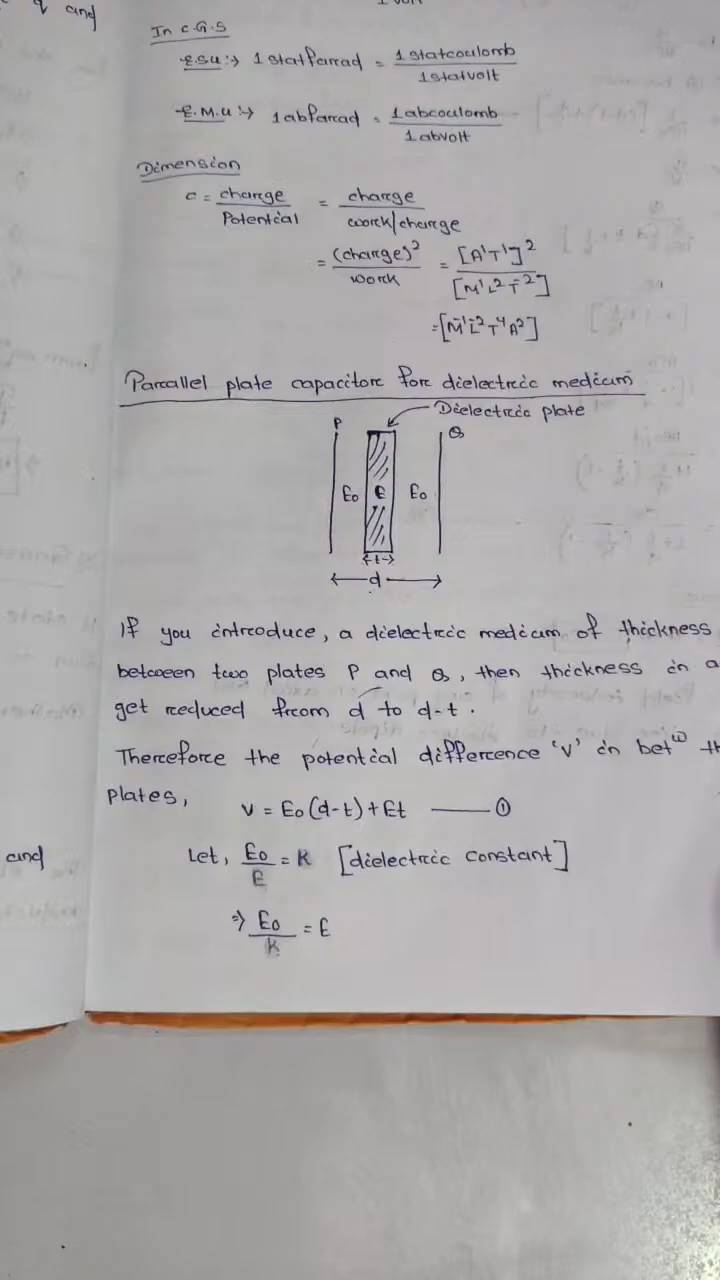 q and
1 volt
In C.G.S
E.S.U :→ 1 statfarad = 1 statcoulomb / 1 statvolt
E.M.U :→ 1 abfarad = 1 abcoulomb / 1 abvolt
Dimension
C = charge / Potential = charge / work/charge
= (charge)² / work = [A¹T¹]² / [M¹L²T⁻²]
= [M⁻¹L⁻²T⁴A²]
Parallel plate capacitor for dielectric medium
Dielectric plate
P
Q
E₀ E E₀
←t→
← d →
If you introduce, a dielectric medium of thickness
between two plates P and Q, then thickness in a
get reduced from d to d-t.
Therefore the potential difference 'V' in betⁿ th
plates,
V = E₀(d-t) + Et —— ①
and
Let, E₀ / E = K [dielectric constant]
⇒ E₀ / K = E